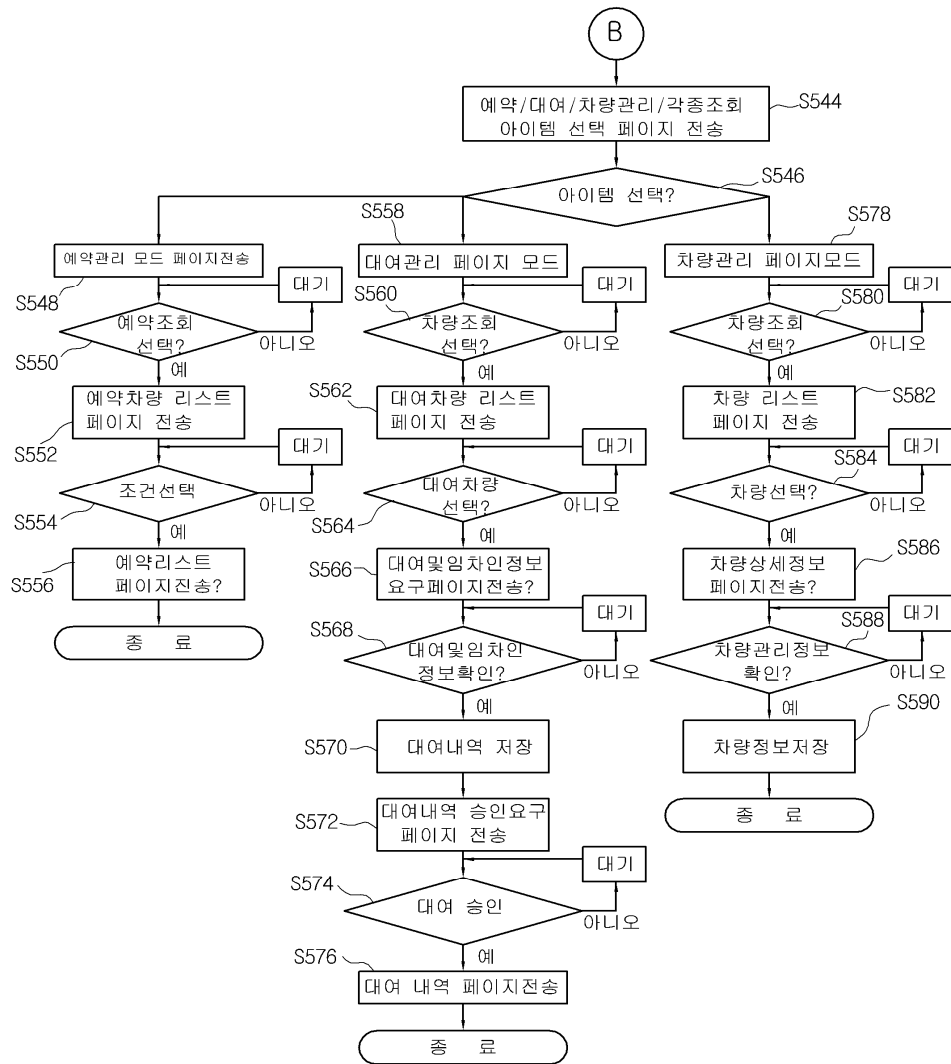 B
예약/대여/차량관리/각종조회
아이템 선택 페이지 전송
S544
아이템 선택?
S546
예약관리 모드 페이지전송
S548
대기
예약조회
선택?
S550
아니오
예
예약차량 리스트
페이지 전송
S552
대기
조건선택
S554
아니오
예
예약리스트
페이지진송?
S556
종 료
S558
대여관리 페이지 모드
대기
S560
차량조회
선택?
아니오
예
S562
대여차량 리스트
페이지 전송
대기
대여차량
선택?
S564
아니오
예
S566
대여및임차인정보
요구페이지전송?
대기
S568
대여및임차인
정보확인?
아니오
예
S570
대여내역 저장
S572
대여내역 승인요구
페이지 전송
대기
S574
대여 승인
아니오
예
S576
대여 내역 페이지전송
종 료
S578
차량관리 페이지모드
대기
S580
차량조회
선택?
아니오
예
차량 리스트
페이지 전송
S582
대기
S584
차량선택?
아니오
예
차량상세정보
페이지전송?
S586
대기
S588
차량관리정보
확인?
아니오
예
S590
차량정보저장
종 료